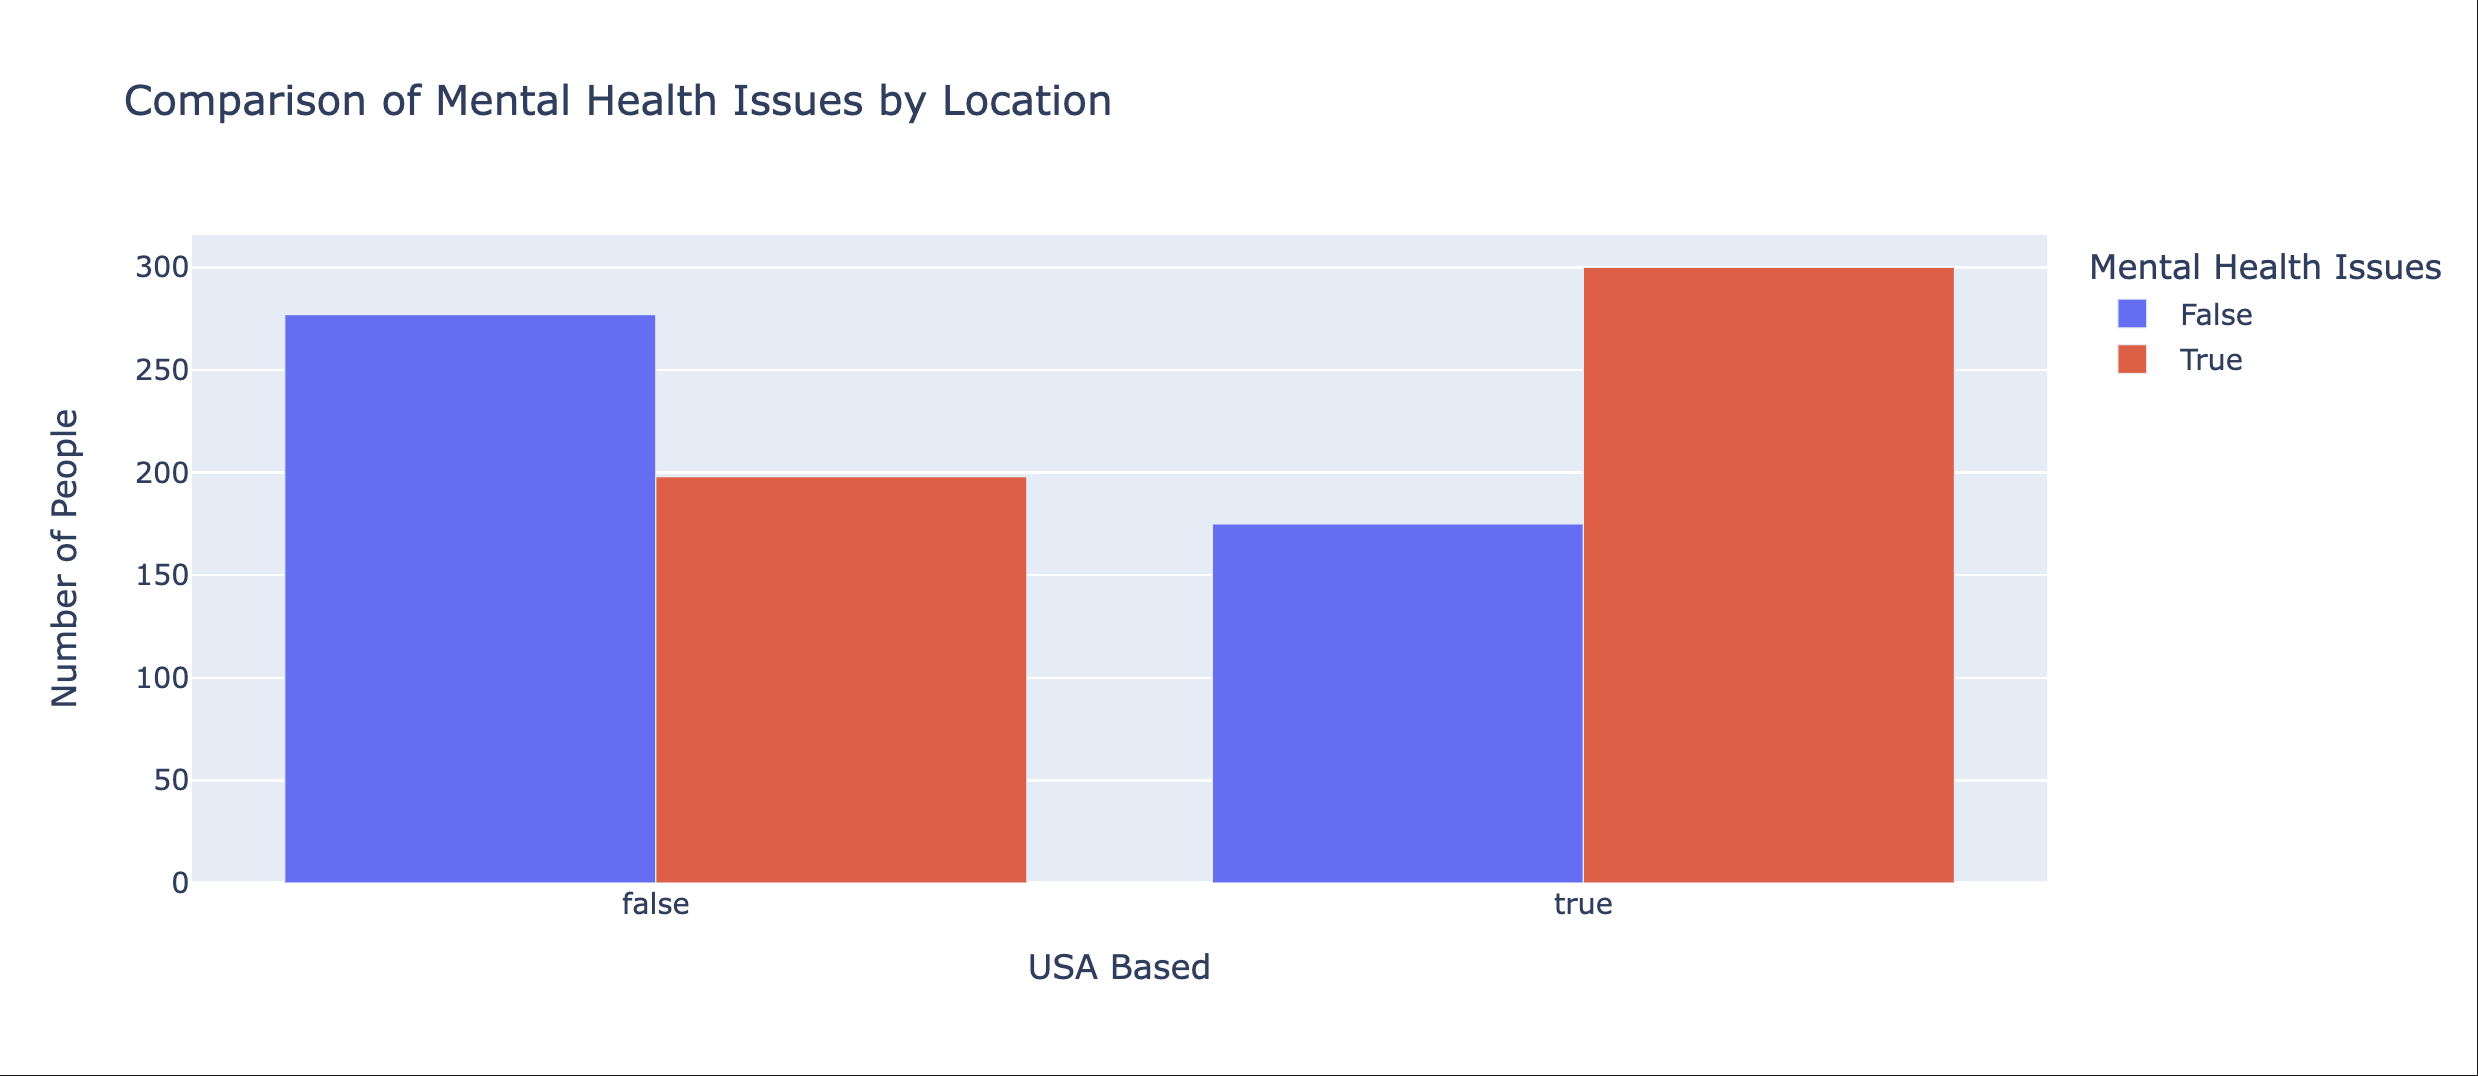 Comparison of Mental Health Issues by Location
300
250
200
150
100
50
0
Number of People
false
true
USA Based
Mental Health Issues
False
True